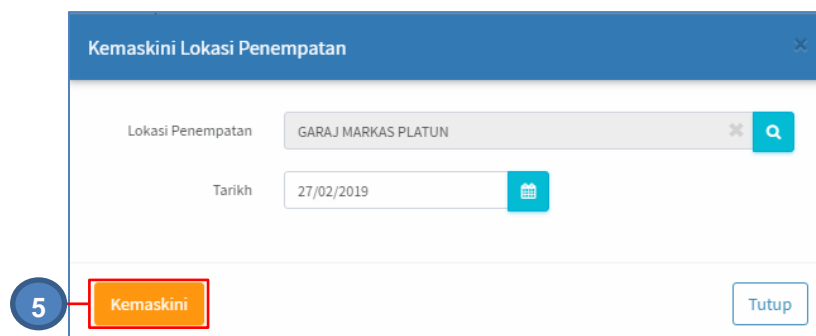 Kemaskini Lokasi Penempatan ×
Lokasi Penempatan GARAJ MARKAS PLATUN
Tarikh 27/02/2019
5 Kemaskini Tutup